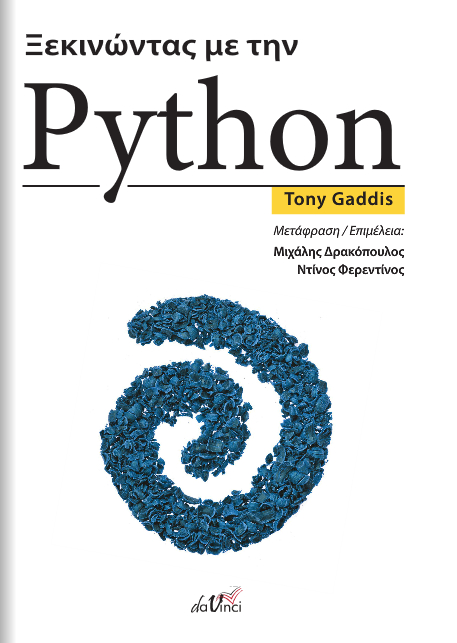 Ξεκινώντας με την
Python
Tony Gaddis
Μετάφραση / Επιμέλεια:
Μιχάλης Δρακόπουλος
Ντίνος Φερεντίνος
daVinci